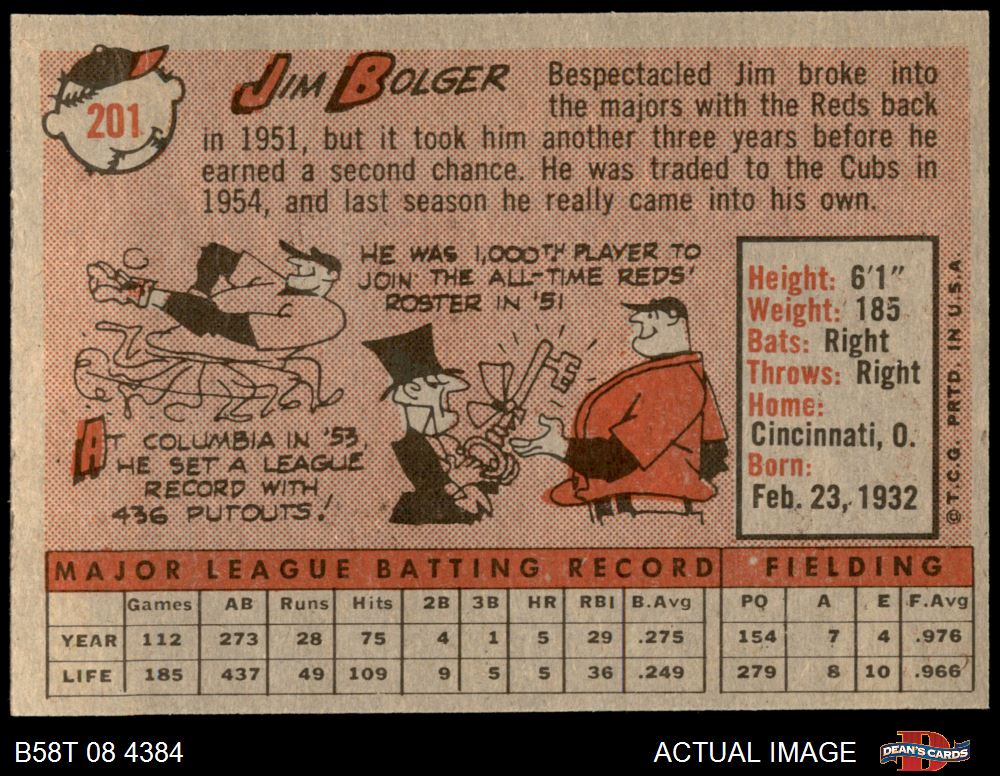 201
JIM BOLGER
Bespectacled Jim broke into
the majors with the Reds back
in 1951, but it took him another three years before he
earned a second chance. He was traded to the Cubs in
1954, and last season he really came into his own.
HE WAS 1,000TH PLAYER TO
JOIN THE ALL-TIME REDS'
ROSTER IN '51
AT COLUMBIA IN '53,
HE SET A LEAGUE
RECORD WITH
436 PUTOUTS!
Height: 6'1"
Weight: 185
Bats: Right
Throws: Right
Home:
Cincinnati, O.
Born:
Feb. 23, 1932
© T.C.G. PRTD. IN U.S.A.
MAJOR LEAGUE BATTING RECORD FIELDING
Games AB Runs Hits 2B 3B HR RBI B.Avg PO A E F.Avg
YEAR 112 273 28 75 4 1 5 29 .275 154 7 4 .976
LIFE 185 437 49 109 9 5 5 36 .249 279 8 10 .966
B58T 08 4384
ACTUAL IMAGE
DEAN'S CARDS